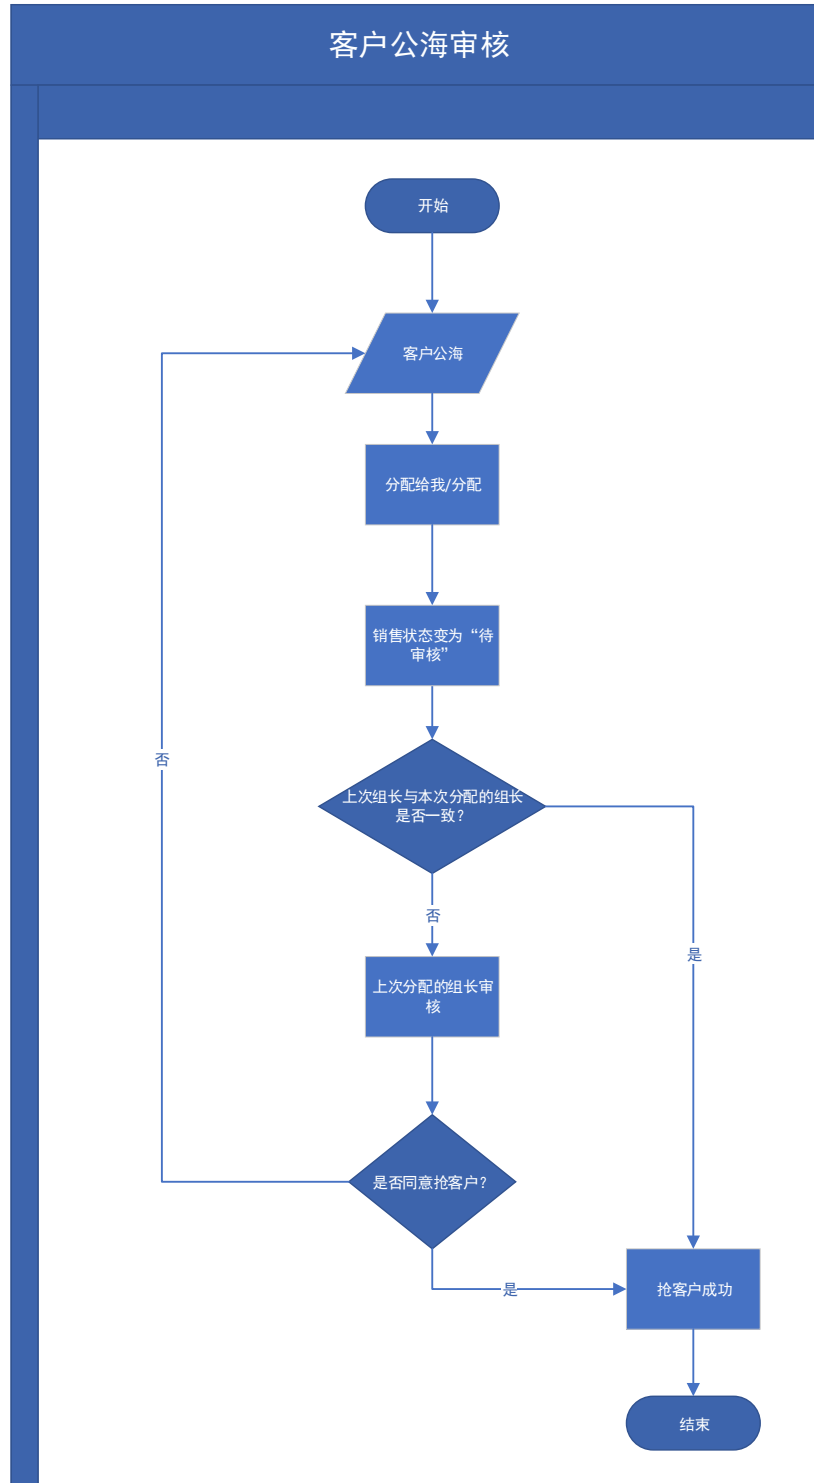 客户公海审核
开始
客户公海
分配给我/分配
销售状态变为“待
审核”
否
上次组长与本次分配的组长
是否一致？
否
是
上次分配的组长审
核
是否同意抢客户？
是
抢客户成功
结束